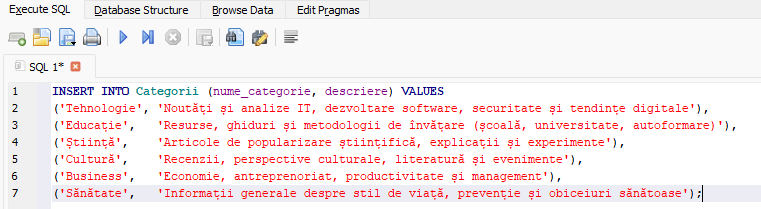 Execute SQL Database Structure Browse Data Edit Pragmas
SQL 1*
1 INSERT INTO Categorii (nume_categorie, descriere) VALUES
2 ('Tehnologie', 'Noutăți și analize IT, dezvoltare software, securitate și tendințe digitale'),
3 ('Educație', 'Resurse, ghiduri și metodologii de învățare (școală, universitate, autoformare)'),
4 ('Știință', 'Articole de popularizare științifică, explicații și experimente'),
5 ('Cultură', 'Recenzii, perspective culturale, literatură și evenimente'),
6 ('Business', 'Economie, antreprenoriat, productivitate și management'),
7 ('Sănătate', 'Informații generale despre stil de viață, prevenție și obiceiuri sănătoase');